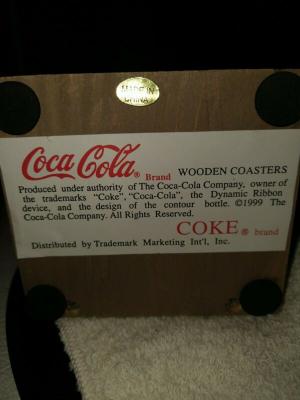 MADE IN
CHINA
Coca-Cola® Brand WOODEN COASTERS
Produced under authority of The Coca-Cola Company, owner of
the trademarks "Coke", "Coca-Cola", the Dynamic Ribbon
device, and the design of the contour bottle. ©1999 The
Coca-Cola Company. All Rights Reserved.
COKE® brand
Distributed by Trademark Marketing Int'l, Inc.